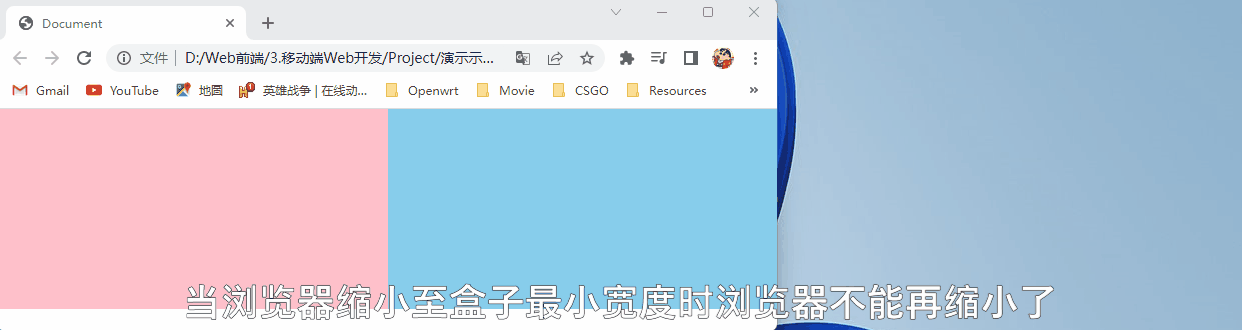 Document
文件 | D:/Web前端/3.移动端Web开发/Project/演示示...
Gmail YouTube 地图 英雄战争 | 在线动... Openwrt Movie CSGO Resources »
当浏览器缩小至盒子最小宽度时浏览器不能再缩小了